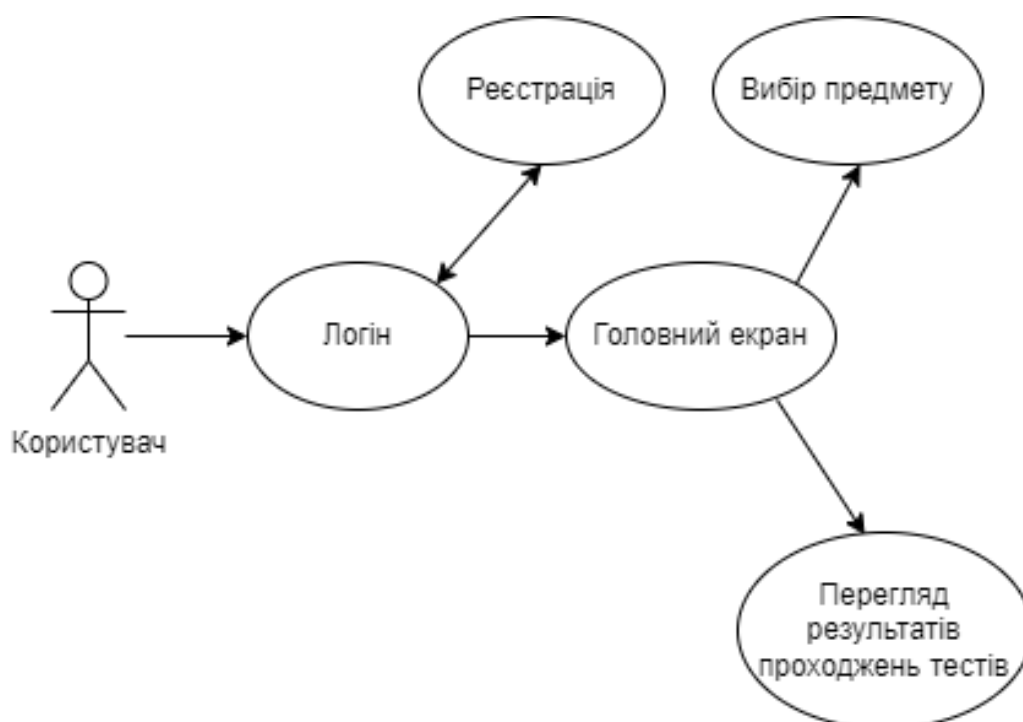 Реєстрація
Вибір предмету
Логін
Головний екран
Користувач
Перегляд
результатів
проходжень тестів